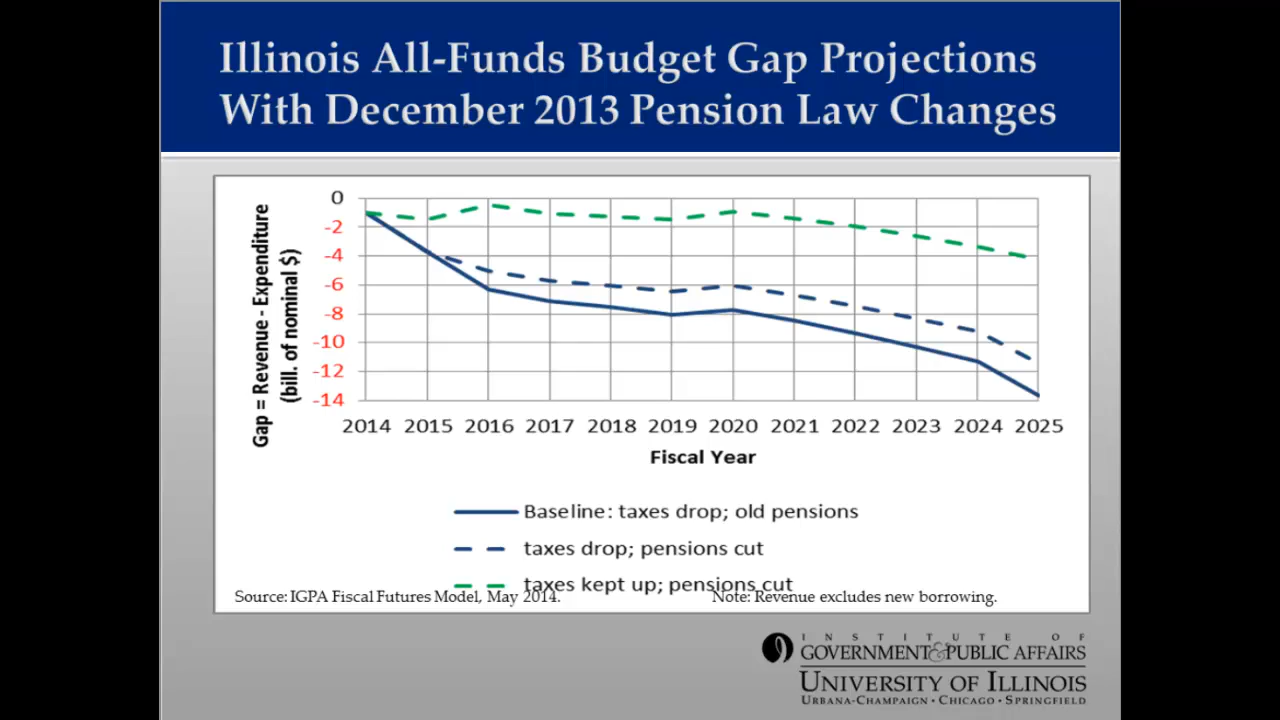 Illinois All-Funds Budget Gap Projections
With December 2013 Pension Law Changes
Gap = Revenue - Expenditure
(bill. of nominal $)
0
-2
-4
-6
-8
-10
-12
-14
2014 2015 2016 2017 2018 2019 2020 2021 2022 2023 2024 2025
Fiscal Year
Baseline: taxes drop; old pensions
taxes drop; pensions cut
taxes kept up; pensions cut
Source: IGPA Fiscal Futures Model, May 2014.
Note: Revenue excludes new borrowing.
INSTITUTE OF
GOVERNMENT & PUBLIC AFFAIRS
UNIVERSITY OF ILLINOIS
URBANA-CHAMPAIGN • CHICAGO • SPRINGFIELD